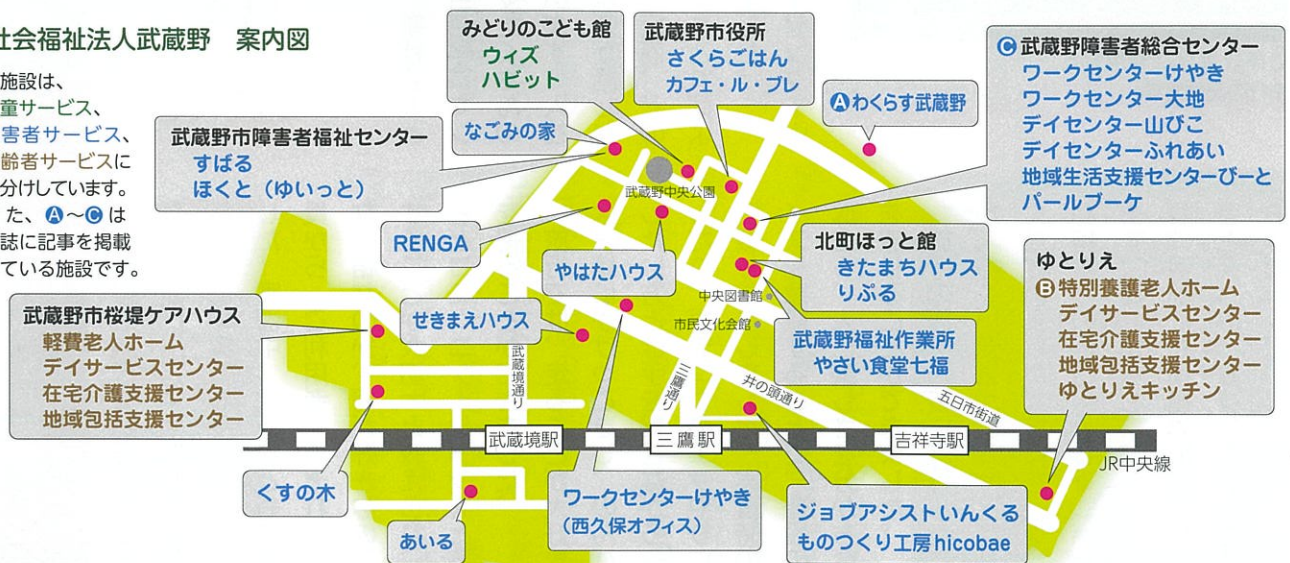 社会福祉法人武蔵野 案内図
施設は、
童サービス、
害者サービス、
齢者サービスに
分けしています。
た、Ⓐ～Ⓒは
誌に記事を掲載
ている施設です。
みどりのこども館
ウィズ
ハビット
武蔵野市役所
さくらごはん
カフェ・ル・ブレ
Ⓐわくらす武蔵野
Ⓒ武蔵野障害者総合センター
ワークセンターけやき
ワークセンター大地
デイセンター山びこ
デイセンターふれあい
地域生活支援センターびーと
パールブーケ
武蔵野市障害者福祉センター
すばる
ほくと（ゆいっと）
なごみの家
武蔵野中央公園
RENGA
やはたハウス
北町ほっと館
きたまちハウス
りぷる
ゆとりえ
Ⓑ特別養護老人ホーム
デイサービスセンター
在宅介護支援センター
地域包括支援センター
ゆとりえキッチン
武蔵野市桜堤ケアハウス
軽費老人ホーム
デイサービスセンター
在宅介護支援センター
地域包括支援センター
せきまえハウス
中央図書館
市民文化会館
武蔵野福祉作業所
やさい食堂七福
武蔵境通り
三鷹通り
井の頭通り
五日市街道
武蔵境駅
三鷹駅
吉祥寺駅
JR中央線
くすの木
あいる
ワークセンターけやき
（西久保オフィス）
ジョブアシストいんくる
ものつくり工房hicobae